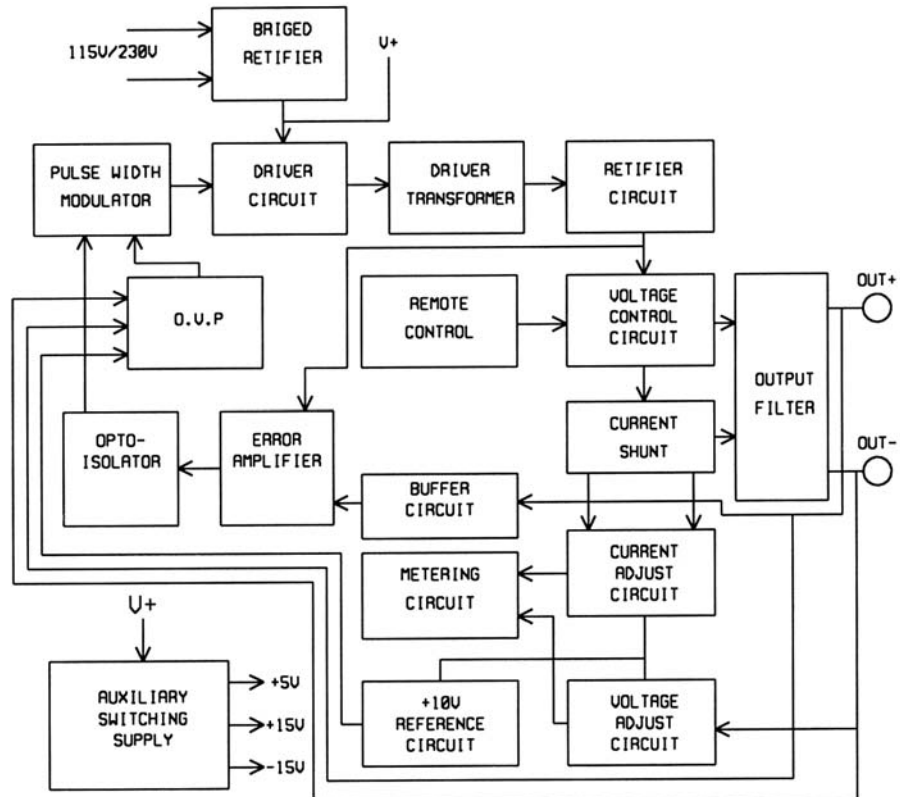 BRIGED
RETIFIER
115V/230V
V+
PULSE WIDTH
MODULATOR
DRIVER
CIRCUIT
DRIVER
TRANSFORMER
RETIFIER
CIRCUIT
O.V.P
REMOTE
CONTROL
VOLTAGE
CONTROL
CIRCUIT
OUTPUT
FILTER
OUT+
OUT-
OPTO-
ISOLATOR
ERROR
AMPLIFIER
CURRENT
SHUNT
BUFFER
CIRCUIT
METERING
CIRCUIT
CURRENT
ADJUST
CIRCUIT
V+
AUXILIARY
SWITCHING
SUPPLY
+5V
+15V
-15V
+10V
REFERENCE
CIRCUIT
VOLTAGE
ADJUST
CIRCUIT